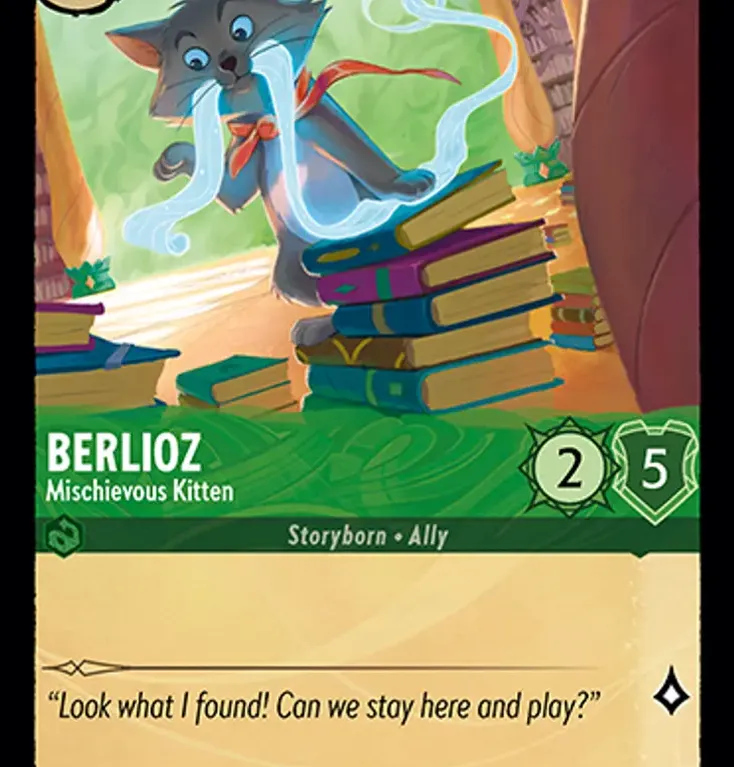 BERLIOZ
Mischievous Kitten
2 5
Storyborn • Ally
“Look what I found! Can we stay here and play?”